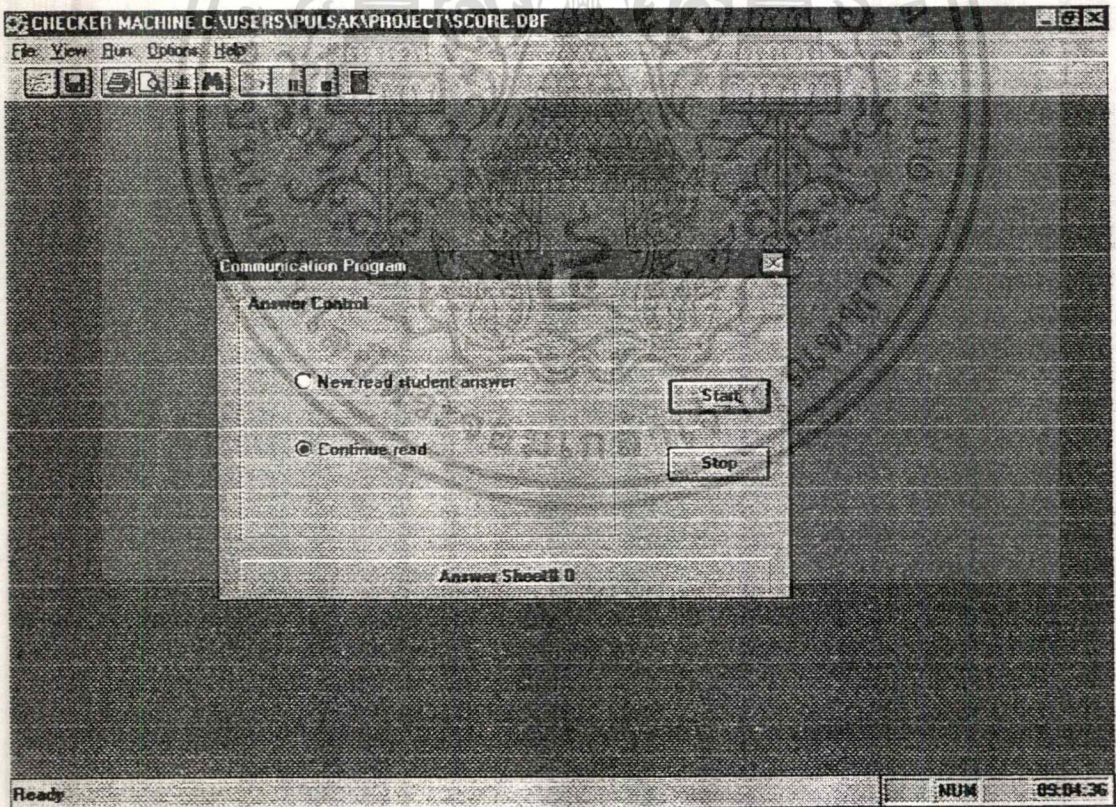 CHECKER MACHINE C:\USERS\PULSAK\PROJECT\SCORE.DBF
File View Run Options Help
Communication Program
Answer Control
New read student answer
Start
Continue read
Stop
Answer Sheet# 0
Ready
NUM
09:04:36